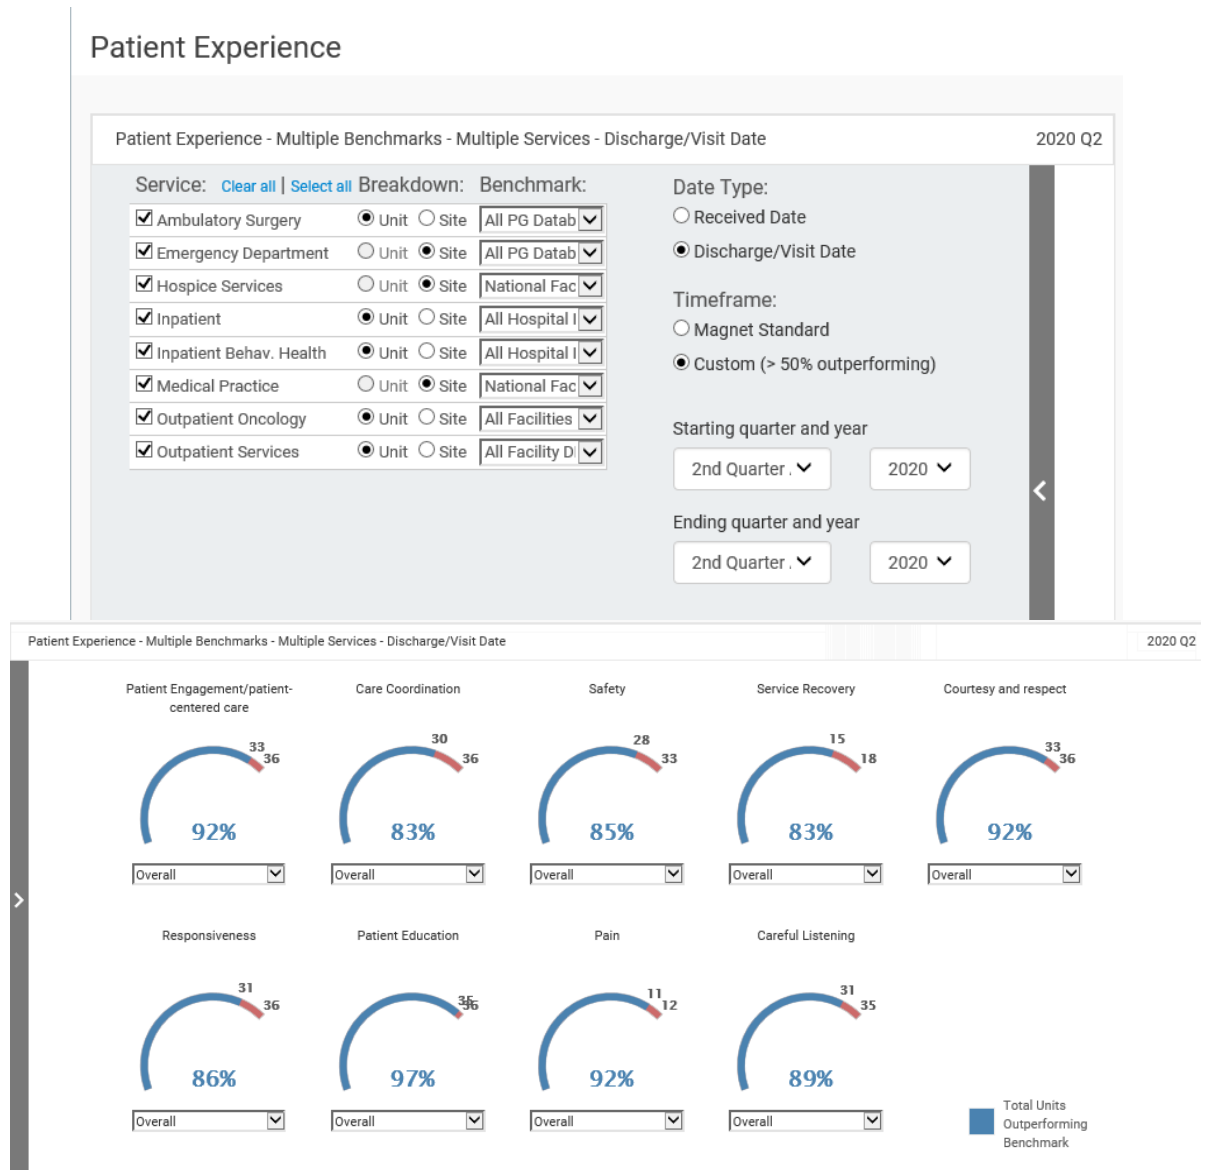 Patient Experience
Patient Experience - Multiple Benchmarks - Multiple Services - Discharge/Visit Date 2020 Q2
Service: Clear all | Select all Breakdown: Benchmark:
Ambulatory Surgery Unit Site All PG Datab
Emergency Department Unit Site All PG Datab
Hospice Services Unit Site National Fac
Inpatient Unit Site All Hospital I
Inpatient Behav. Health Unit Site All Hospital I
Medical Practice Unit Site National Fac
Outpatient Oncology Unit Site All Facilities
Outpatient Services Unit Site All Facility D
Date Type:
Received Date
Discharge/Visit Date
Timeframe:
Magnet Standard
Custom (> 50% outperforming)
Starting quarter and year
2nd Quarter . 2020
Ending quarter and year
2nd Quarter . 2020
Patient Experience - Multiple Benchmarks - Multiple Services - Discharge/Visit Date 2020 Q2
Patient Engagement/patient-
centered care
33
36
92%
Overall
Care Coordination
30
36
83%
Overall
Safety
28
33
85%
Overall
Service Recovery
15
18
83%
Overall
Courtesy and respect
33
36
92%
Overall
Responsiveness
31
36
86%
Overall
Patient Education
35
36
97%
Overall
Pain
11
12
92%
Overall
Careful Listening
31
35
89%
Overall
Total Units
Outperforming
Benchmark